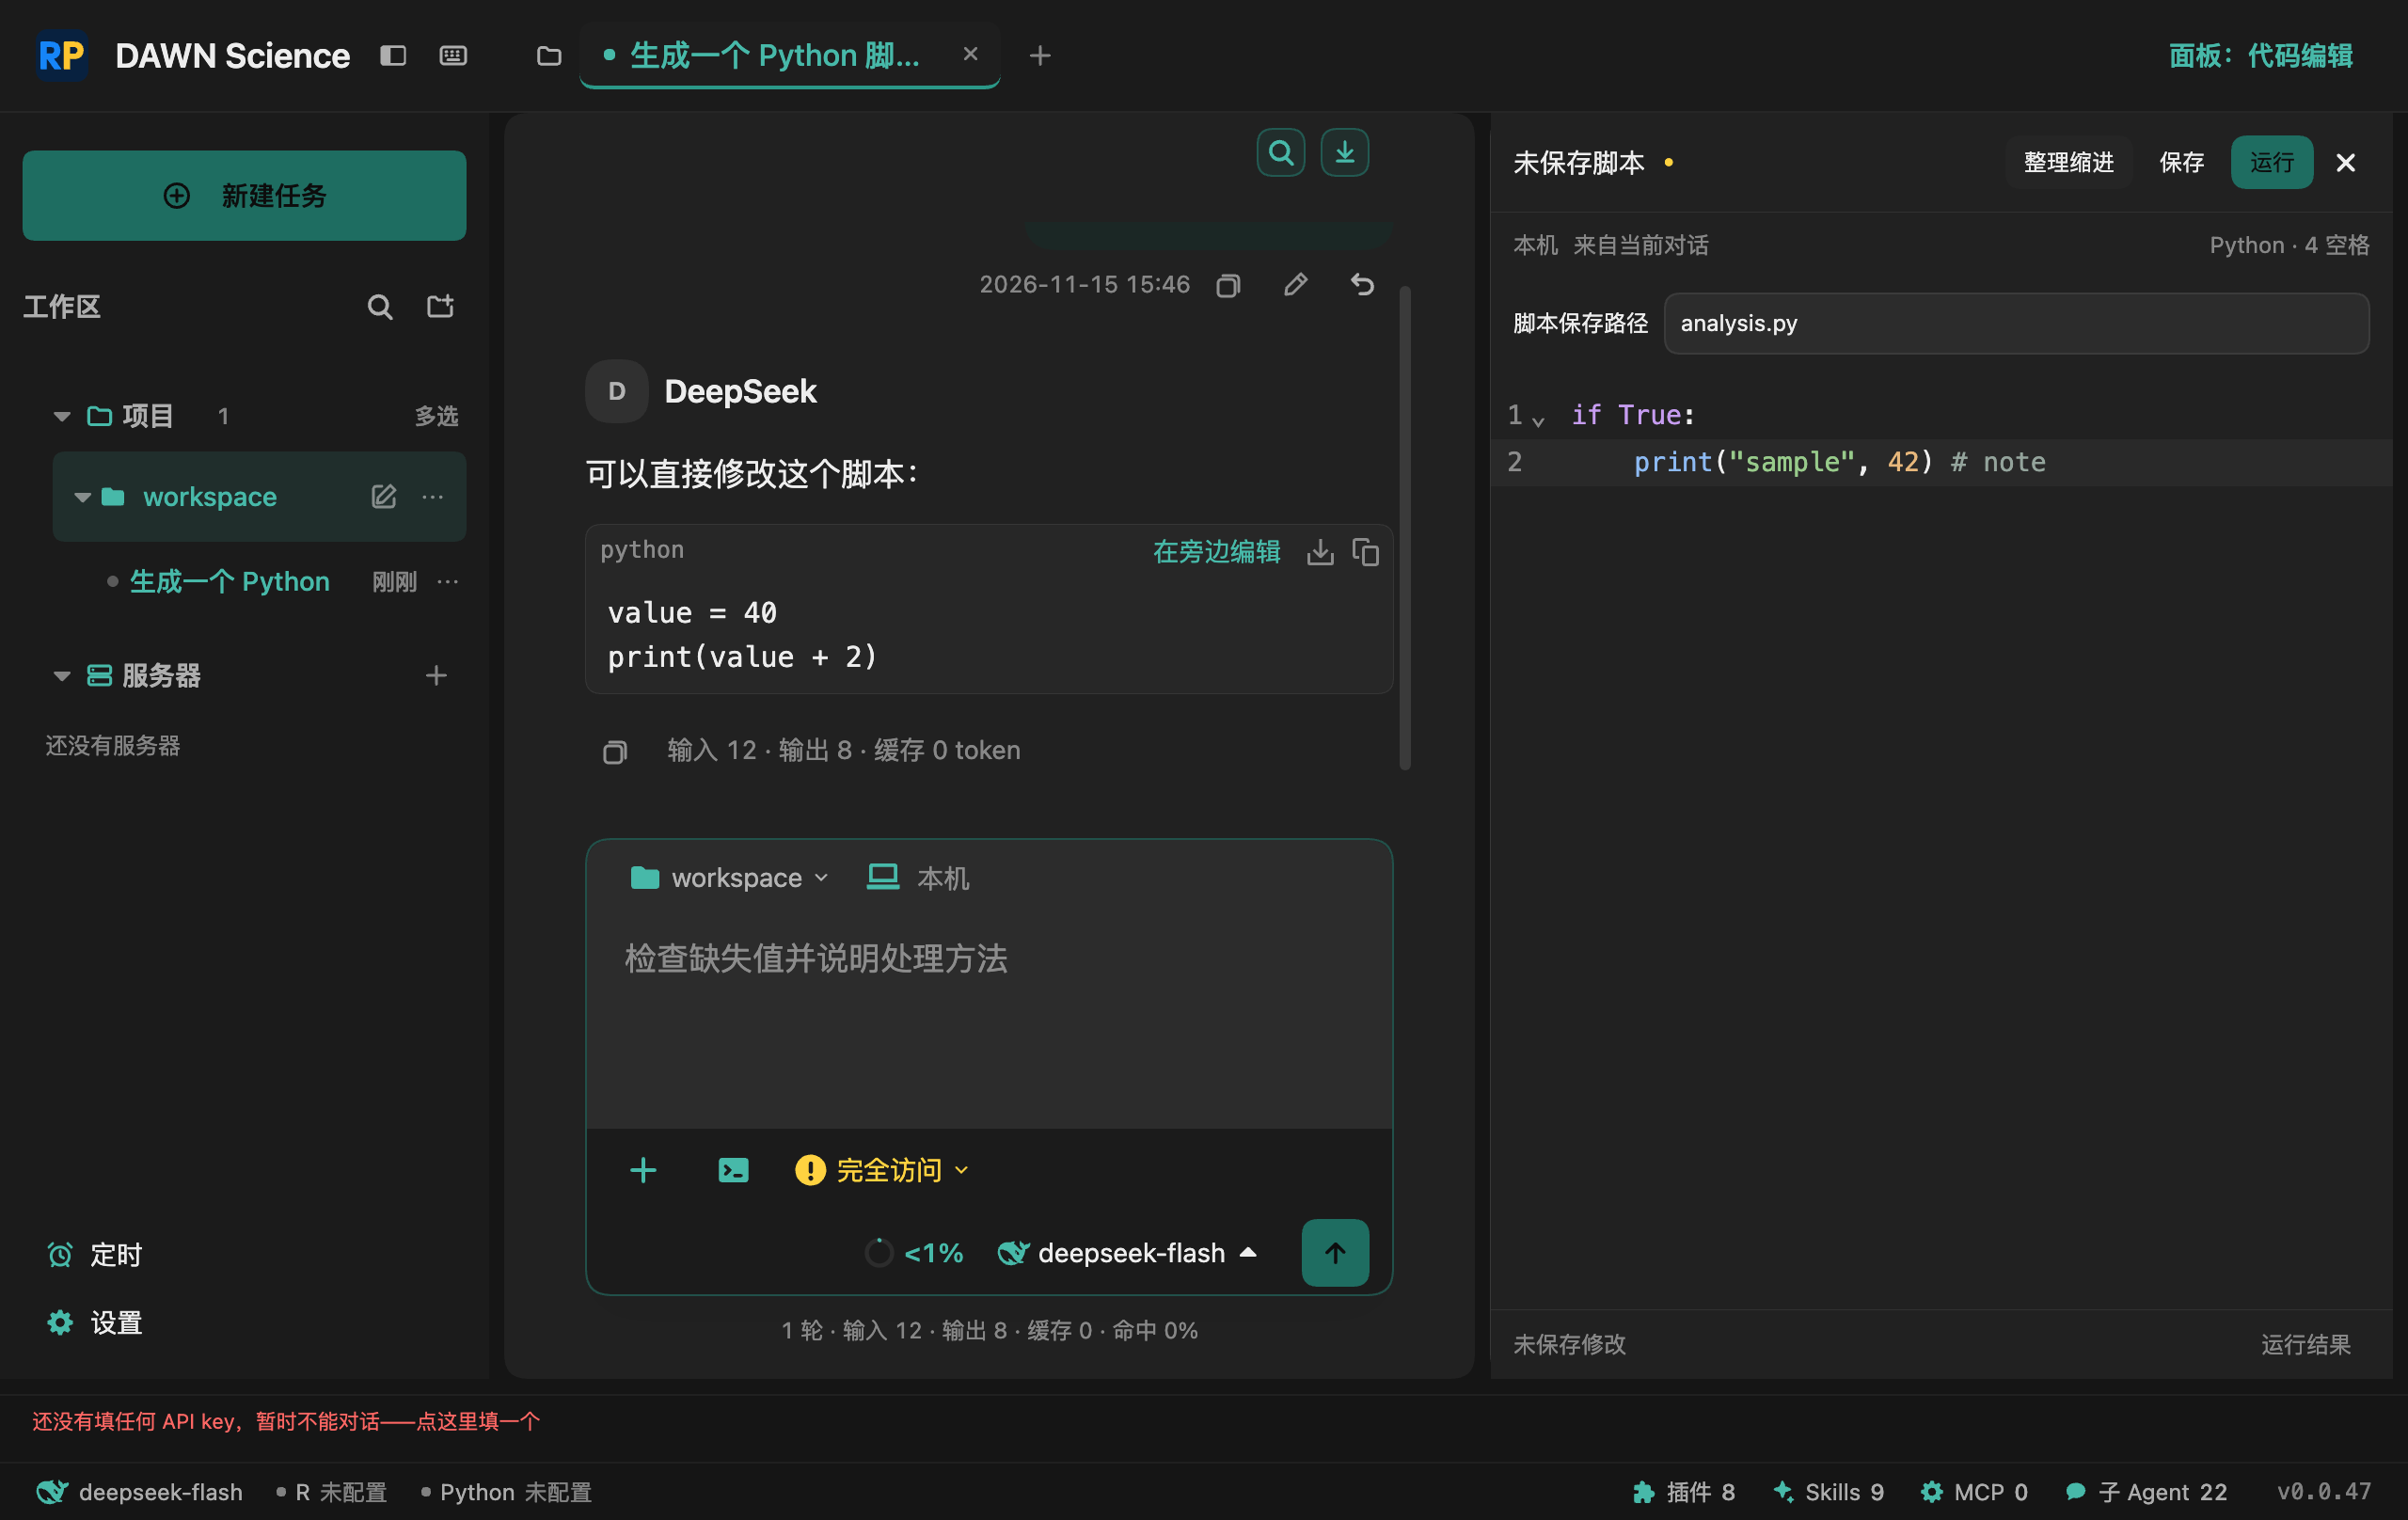 RP DAWN Science
生成一个 Python 脚...
面板：代码编辑
新建任务
工作区
项目 1 多选
workspace
生成一个 Python 刚刚
服务器
还没有服务器
定时
设置
2026-11-15 15:46
D DeepSeek
可以直接修改这个脚本：
python 在旁边编辑
value = 40
print(value + 2)
输入 12 · 输出 8 · 缓存 0 token
workspace 本机
检查缺失值并说明处理方法
完全访问
<1% deepseek-flash
1 轮 · 输入 12 · 输出 8 · 缓存 0 · 命中 0%
未保存脚本 整理缩进 保存 运行
本机 来自当前对话 Python · 4 空格
脚本保存路径 analysis.py
1 if True:
2 print("sample", 42) # note
未保存修改 运行结果
还没有填任何 API key，暂时不能对话——点这里填一个
deepseek-flash R 未配置 Python 未配置 插件 8 Skills 9 MCP 0 子 Agent 22 v0.0.47